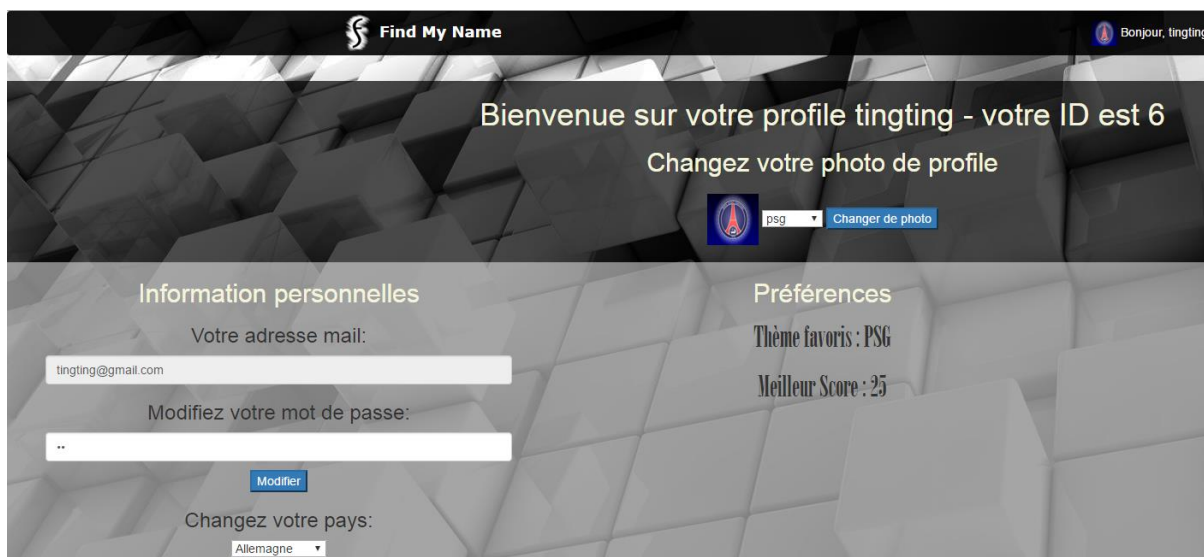 Find My Name
Bonjour, tingting
Bienvenue sur votre profile tingting - votre ID est 6
Changez votre photo de profile
psg
Changer de photo
Information personnelles
Votre adresse mail:
tingting@gmail.com
Modifiez votre mot de passe:
••
Modifier
Changez votre pays:
Allemagne
Préférences
Thème favoris : PSG
Meilleur Score : 25